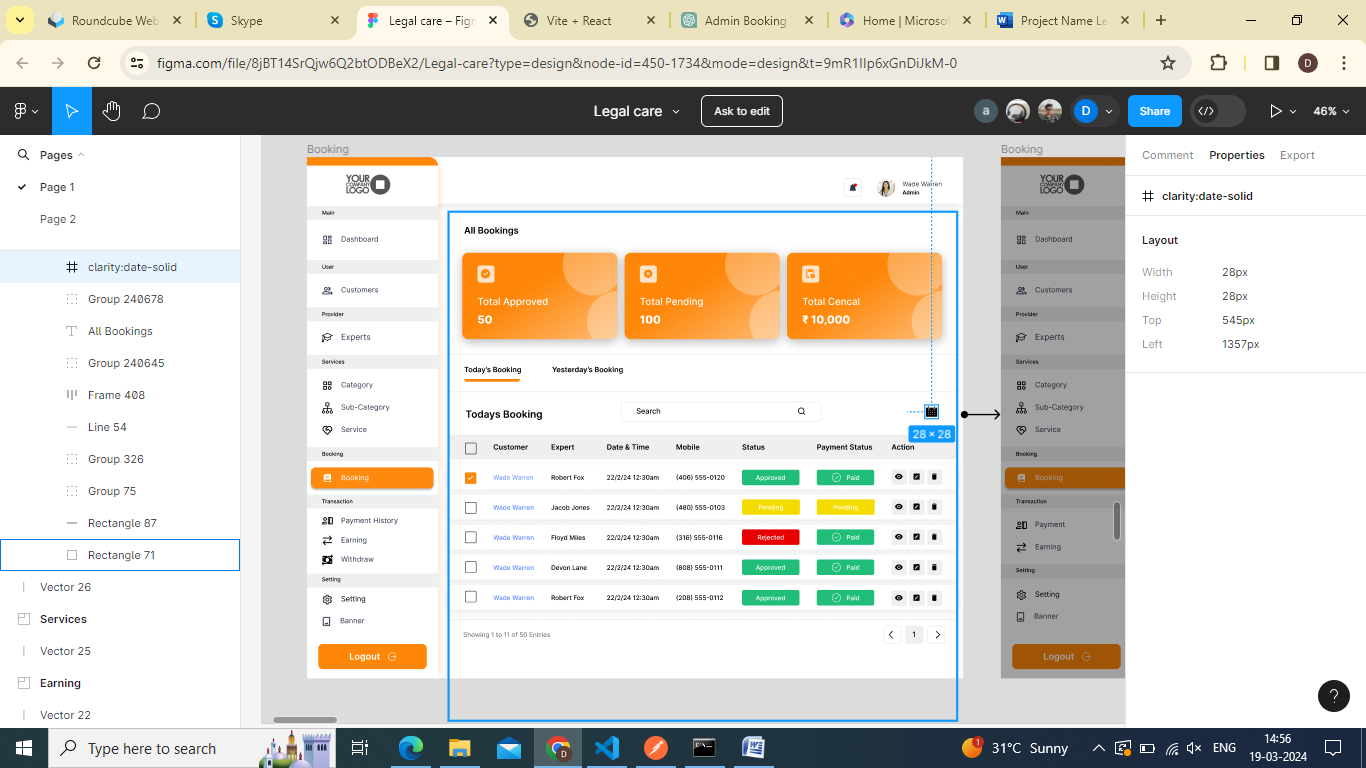 Roundcube Web
Skype
Legal care – Fign
Vite + React
Admin Booking T
Home | Microsof
Project Name Le
figma.com/file/8jBT14SrQjw6Q2btODBeX2/Legal-care?type=design&node-id=450-1734&mode=design&t=9mR1IIp6xGnDiJkM-0
D
Legal care
Ask to edit
a
D
Share
46%
Pages
Page 1
Page 2
clarity:date-solid
Group 240678
All Bookings
Group 240645
Frame 408
Line 54
Group 326
Group 75
Rectangle 87
Rectangle 71
Vector 26
Services
Vector 25
Earning
Vector 22
Booking
YOUR
COMPANY
LOGO
Main
Dashboard
User
Customers
Provider
Experts
Services
Category
Sub-Category
Service
Booking
Booking
Transaction
Payment History
Earning
Withdraw
Setting
Setting
Banner
Logout
Wade Warren
Admin
All Bookings
Total Approved
50
Total Pending
100
Total Cencal
₹ 10,000
Today's Booking Yesterday's Booking
Todays Booking
Search
28 × 28
Customer Expert Date & Time Mobile Status Payment Status Action
Wade Warren Robert Fox 22/2/24 12:30am (406) 555-0120 Approved Paid
Wade Warren Jacob Jones 22/2/24 12:30am (480) 555-0103 Pending Pending
Wade Warren Floyd Miles 22/2/24 12:30am (316) 555-0116 Rejected Paid
Wade Warren Devon Lane 22/2/24 12:30am (808) 555-0111 Approved Paid
Wade Warren Robert Fox 22/2/24 12:30am (208) 555-0112 Approved Paid
Showing 1 to 11 of 50 Entries
1
Booking
YOUR
COMPANY
LOGO
Main
Dashboard
User
Customers
Provider
Experts
Services
Category
Sub-Category
Service
Booking
Booking
Transaction
Payment
Earning
Setting
Setting
Banner
Logout
Comment Properties Export
clarity:date-solid
Layout
Width 28px
Height 28px
Top 545px
Left 1357px
?
Type here to search
D
1
31°C Sunny
ENG
14:56
19-03-2024